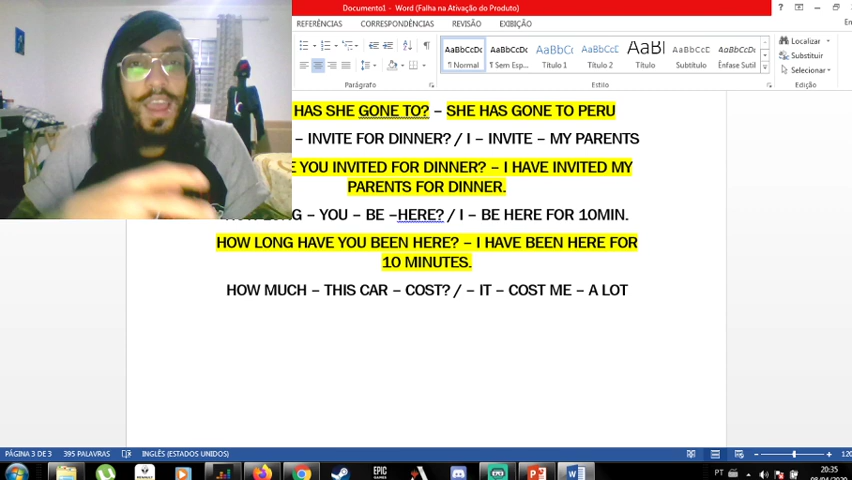 Documento1 - Word (Falha na Ativação do Produto)
REFERÊNCIAS CORRESPONDÊNCIAS REVISÃO EXIBIÇÃO
AaBbCcDc AaBbCcDc AaBbCc AaBbCcD AaBl AaBbCcD AaBbCcD
¶ Normal ¶ Sem Esp... Título 1 Título 2 Título Subtítulo Ênfase Sutil
Localizar
Substituir
Selecionar
Parágrafo Estilo Edição
HAS SHE GONE TO? – SHE HAS GONE TO PERU
– INVITE FOR DINNER? / I – INVITE – MY PARENTS
YOU INVITED FOR DINNER? – I HAVE INVITED MY
PARENTS FOR DINNER.
– YOU – BE –HERE? / I – BE HERE FOR 10MIN.
HOW LONG HAVE YOU BEEN HERE? – I HAVE BEEN HERE FOR
10 MINUTES.
HOW MUCH – THIS CAR – COST? / – IT – COST ME – A LOT
PÁGINA 3 DE 3 395 PALAVRAS INGLÊS (ESTADOS UNIDOS)
EPIC GAMES
PT 20:35